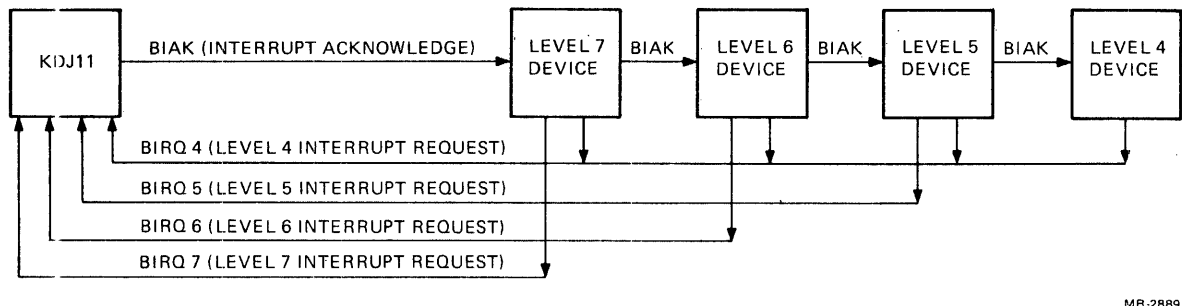 KDJ11
BIAK (INTERRUPT ACKNOWLEDGE)
LEVEL 7
DEVICE
BIAK
LEVEL 6
DEVICE
BIAK
LEVEL 5
DEVICE
BIAK
LEVEL 4
DEVICE
BIRQ 4 (LEVEL 4 INTERRUPT REQUEST)
BIRQ 5 (LEVEL 5 INTERRUPT REQUEST)
BIRQ 6 (LEVEL 6 INTERRUPT REQUEST)
BIRQ 7 (LEVEL 7 INTERRUPT REQUEST)
MR-2889